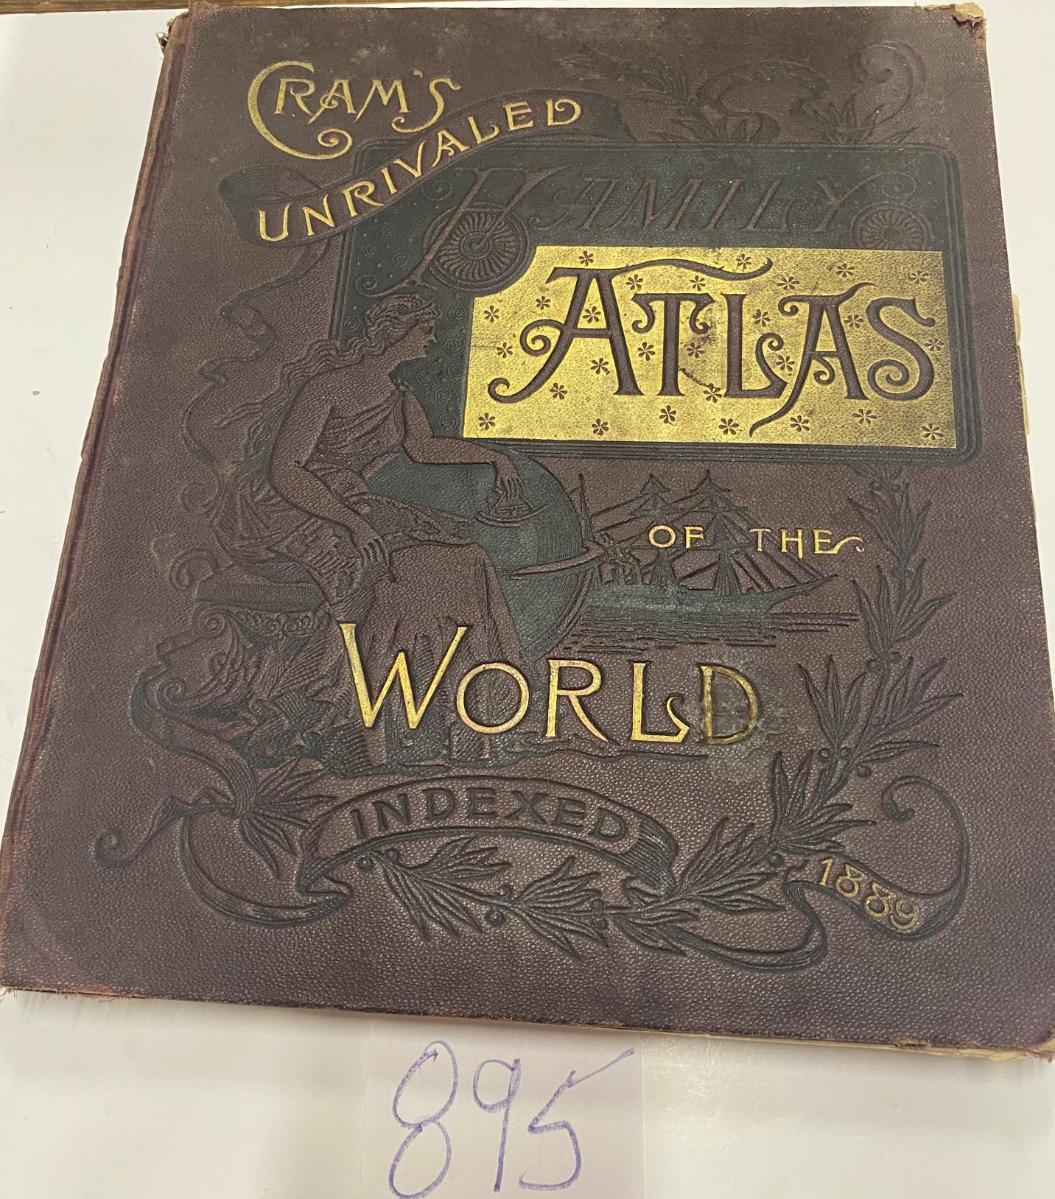 CRAM'S
UNRIVALED
FAMILY
ATLAS
OF THE
WORLD
INDEXED
1889
895